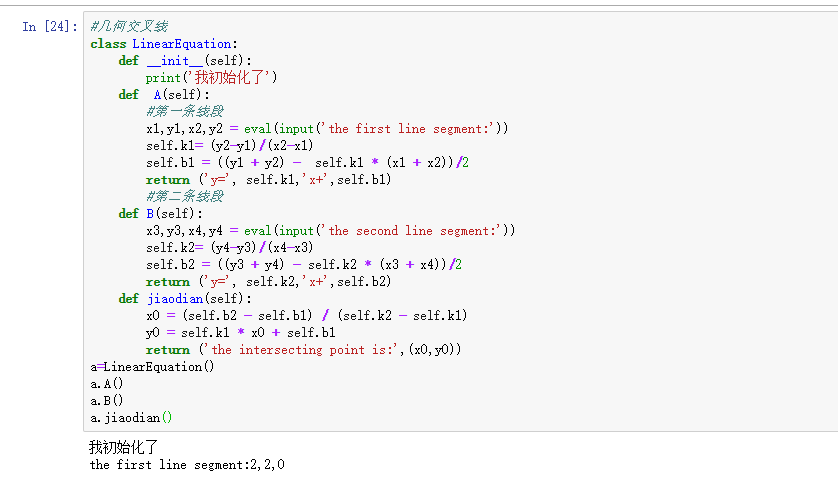 In [24]: #几何交叉线
class LinearEquation:
    def __init__(self):
        print('我初始化了')
    def  A(self):
        #第一条线段
        x1,y1,x2,y2 = eval(input('the first line segment:'))
        self.k1= (y2-y1)/(x2-x1)
        self.b1 = ((y1 + y2) -  self.k1 * (x1 + x2))/2
        return ('y=', self.k1,'x+',self.b1)
        #第二条线段
    def B(self):
        x3,y3,x4,y4 = eval(input('the second line segment:'))
        self.k2= (y4-y3)/(x4-x3)
        self.b2 = ((y3 + y4) - self.k2 * (x3 + x4))/2
        return ('y=', self.k2,'x+',self.b2)
    def jiaodian(self):
        x0 = (self.b2 - self.b1) / (self.k2 - self.k1)
        y0 = self.k1 * x0 + self.b1
        return ('the intersecting point is:',(x0,y0))
a=LinearEquation()
a.A()
a.B()
a.jiaodian()
我初始化了
the first line segment:2,2,0